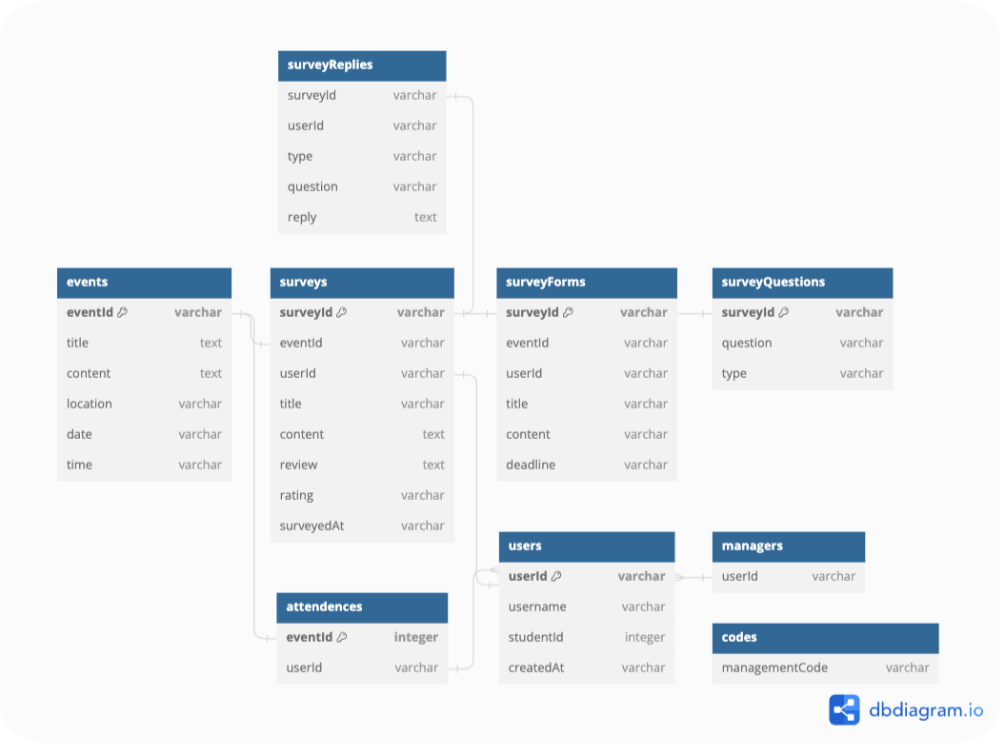 surveyReplies
surveyId varchar
userId varchar
type varchar
question varchar
reply text
events
eventId varchar
title text
content text
location varchar
date varchar
time varchar
surveys
surveyId varchar
eventId varchar
userId varchar
title varchar
content text
review text
rating varchar
surveyedAt varchar
surveyForms
surveyId varchar
eventId varchar
userId varchar
title varchar
content varchar
deadline varchar
surveyQuestions
surveyId varchar
question varchar
type varchar
attendences
eventId integer
userId varchar
users
userId varchar
username varchar
studentId integer
createdAt varchar
managers
userId varchar
codes
managementCode varchar
dbdiagram.io